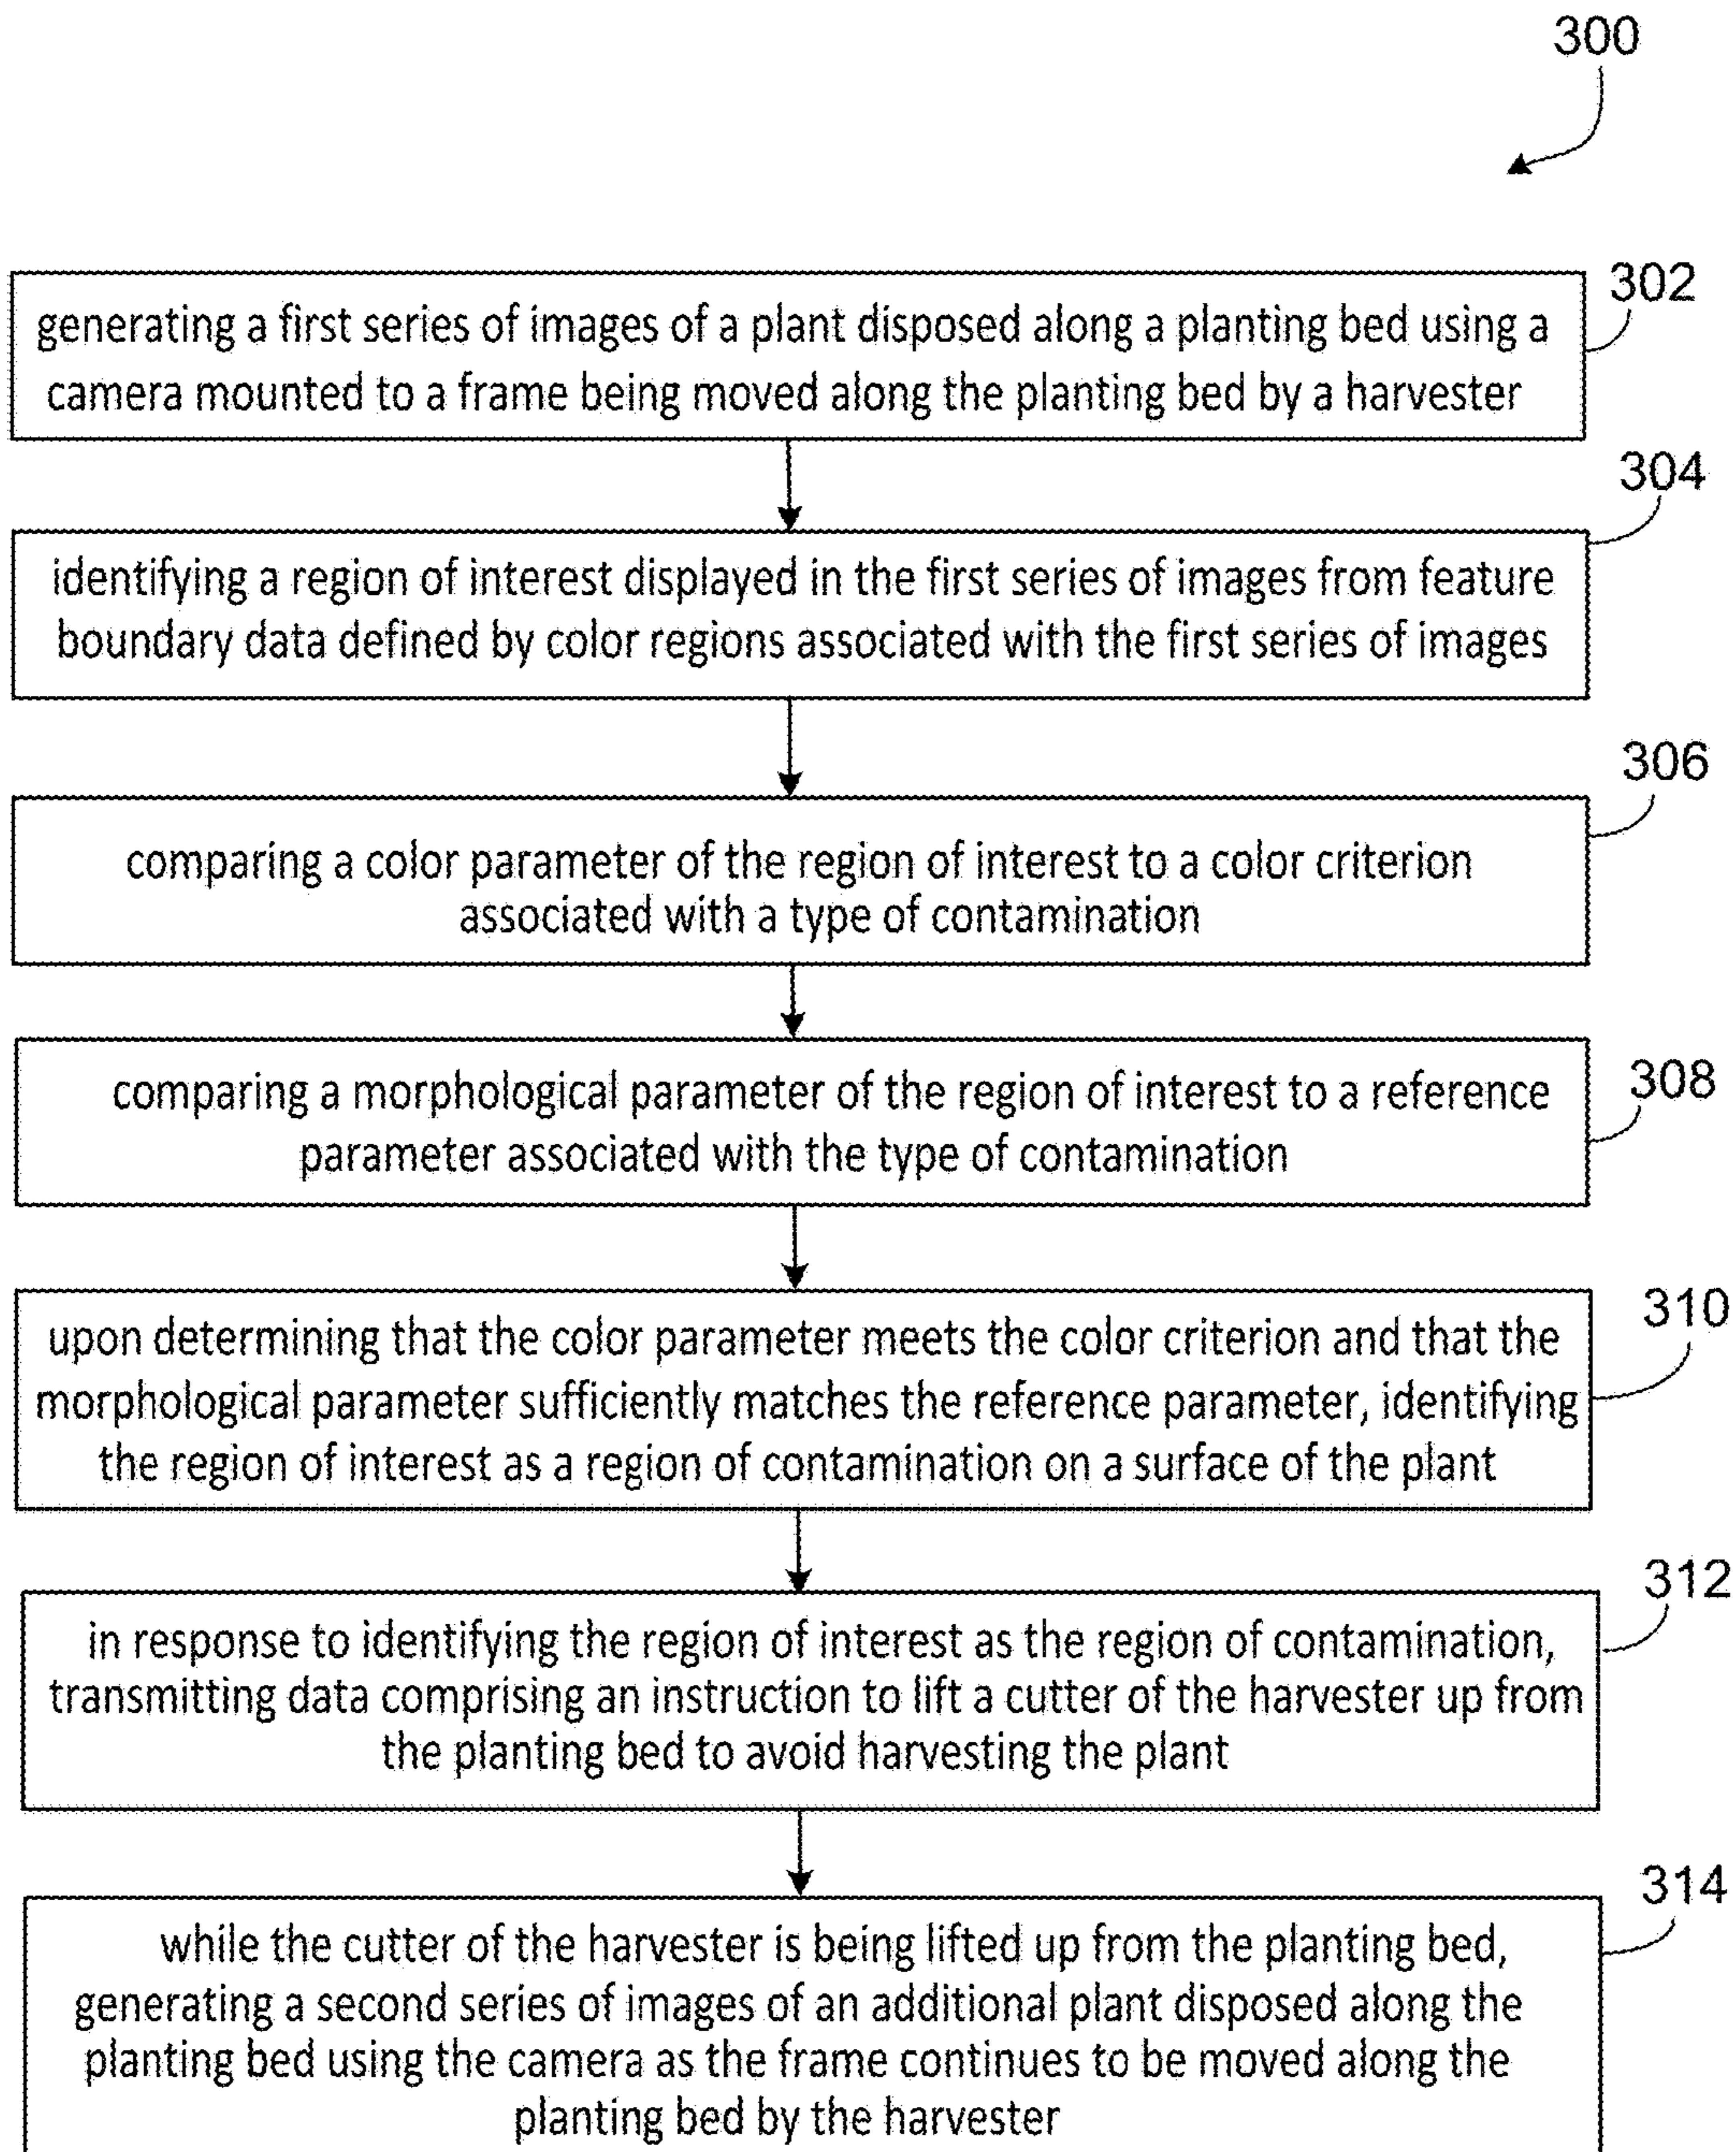 300
302
generating a first series of images of a plant disposed along a planting bed using a
camera mounted to a frame being moved along the planting bed by a harvester
304
identifying a region of interest displayed in the first series of images from feature
boundary data defined by color regions associated with the first series of images
306
comparing a color parameter of the region of interest to a color criterion
associated with a type of contamination
308
comparing a morphological parameter of the region of interest to a reference
parameter associated with the type of contamination
310
upon determining that the color parameter meets the color criterion and that the
morphological parameter sufficiently matches the reference parameter, identifying
the region of interest as a region of contamination on a surface of the plant
312
in response to identifying the region of interest as the region of contamination,
transmitting data comprising an instruction to lift a cutter of the harvester up from
the planting bed to avoid harvesting the plant
314
while the cutter of the harvester is being lifted up from the planting bed,
generating a second series of images of an additional plant disposed along the
planting bed using the camera as the frame continues to be moved along the
planting bed by the harvester